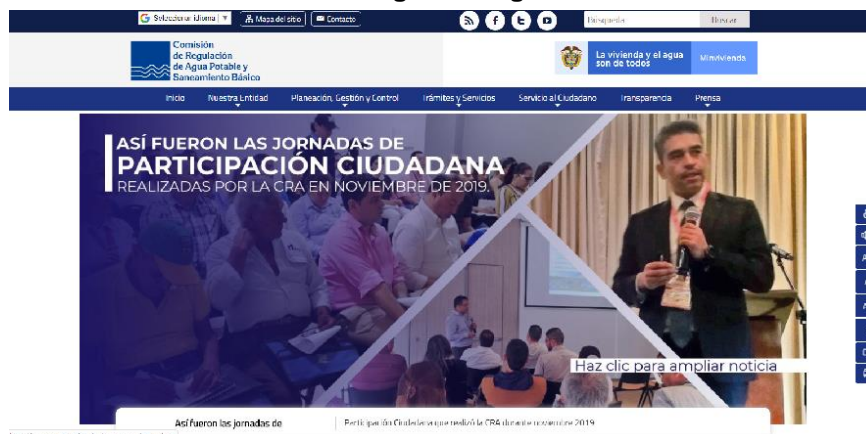 Seleccionar idioma ▼
Mapa del sitio
Contacto
Búsqueda
Buscar
Comisión
de Regulación
de Agua Potable y
Saneamiento Básico
La vivienda y el agua
son de todos
Minvivienda
Inicio
Nuestra Entidad
Planeación, Gestión y Control
Trámites y Servicios
Servicio al Ciudadano
Transparencia
Prensa
ASÍ FUERON LAS JORNADAS DE
PARTICIPACIÓN CIUDADANA
REALIZADAS POR LA CRA EN NOVIEMBRE DE 2019.
Haz clic para ampliar noticia
Así fueron las jornadas de
Participación Ciudadana que realizó la CRA durante noviembre 2019